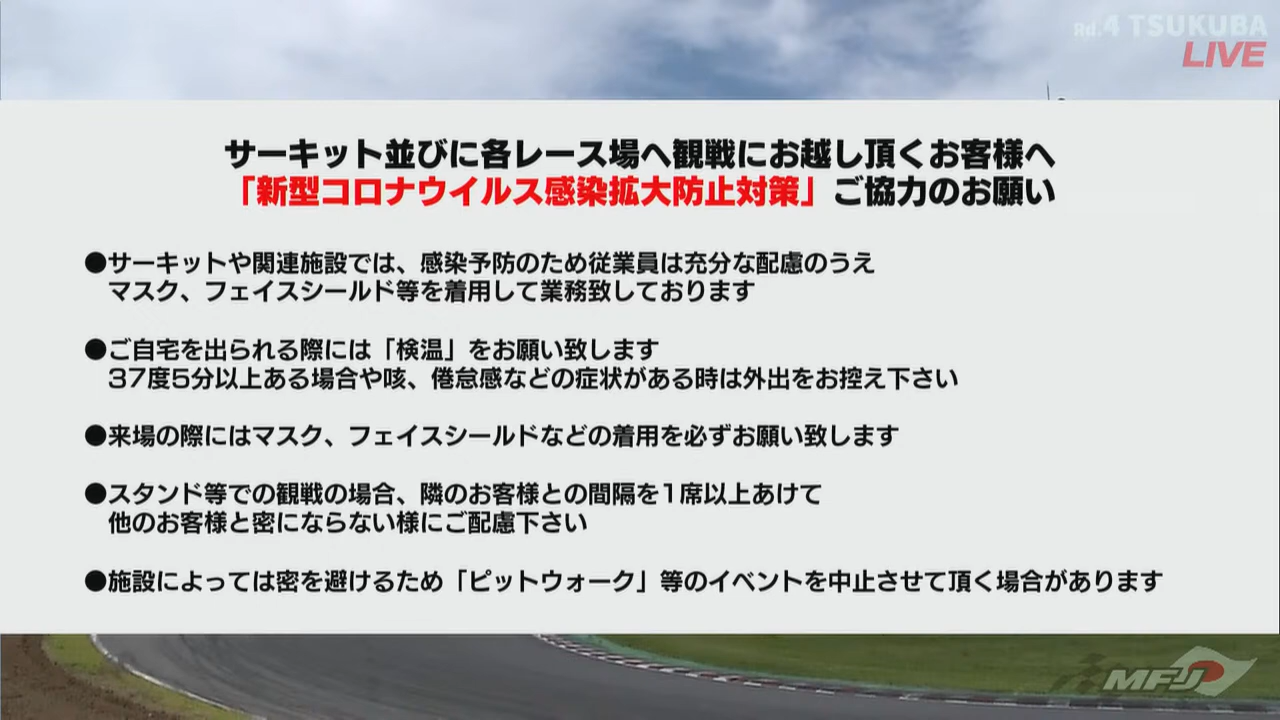 Rd.4 TSUKUBA
LIVE
サーキット並びに各レース場へ観戦にお越し頂くお客様へ
「新型コロナウイルス感染拡大防止対策」ご協力のお願い
●サーキットや関連施設では、感染予防のため従業員は充分な配慮のうえ
マスク、フェイスシールド等を着用して業務致しております
●ご自宅を出られる際には「検温」をお願い致します
37度5分以上ある場合や咳、倦怠感などの症状がある時は外出をお控え下さい
●来場の際にはマスク、フェイスシールドなどの着用を必ずお願い致します
●スタンド等での観戦の場合、隣のお客様との間隔を1席以上あけて
他のお客様と密にならない様にご配慮下さい
●施設によっては密を避けるため「ピットウォーク」等のイベントを中止させて頂く場合があります
MFJ